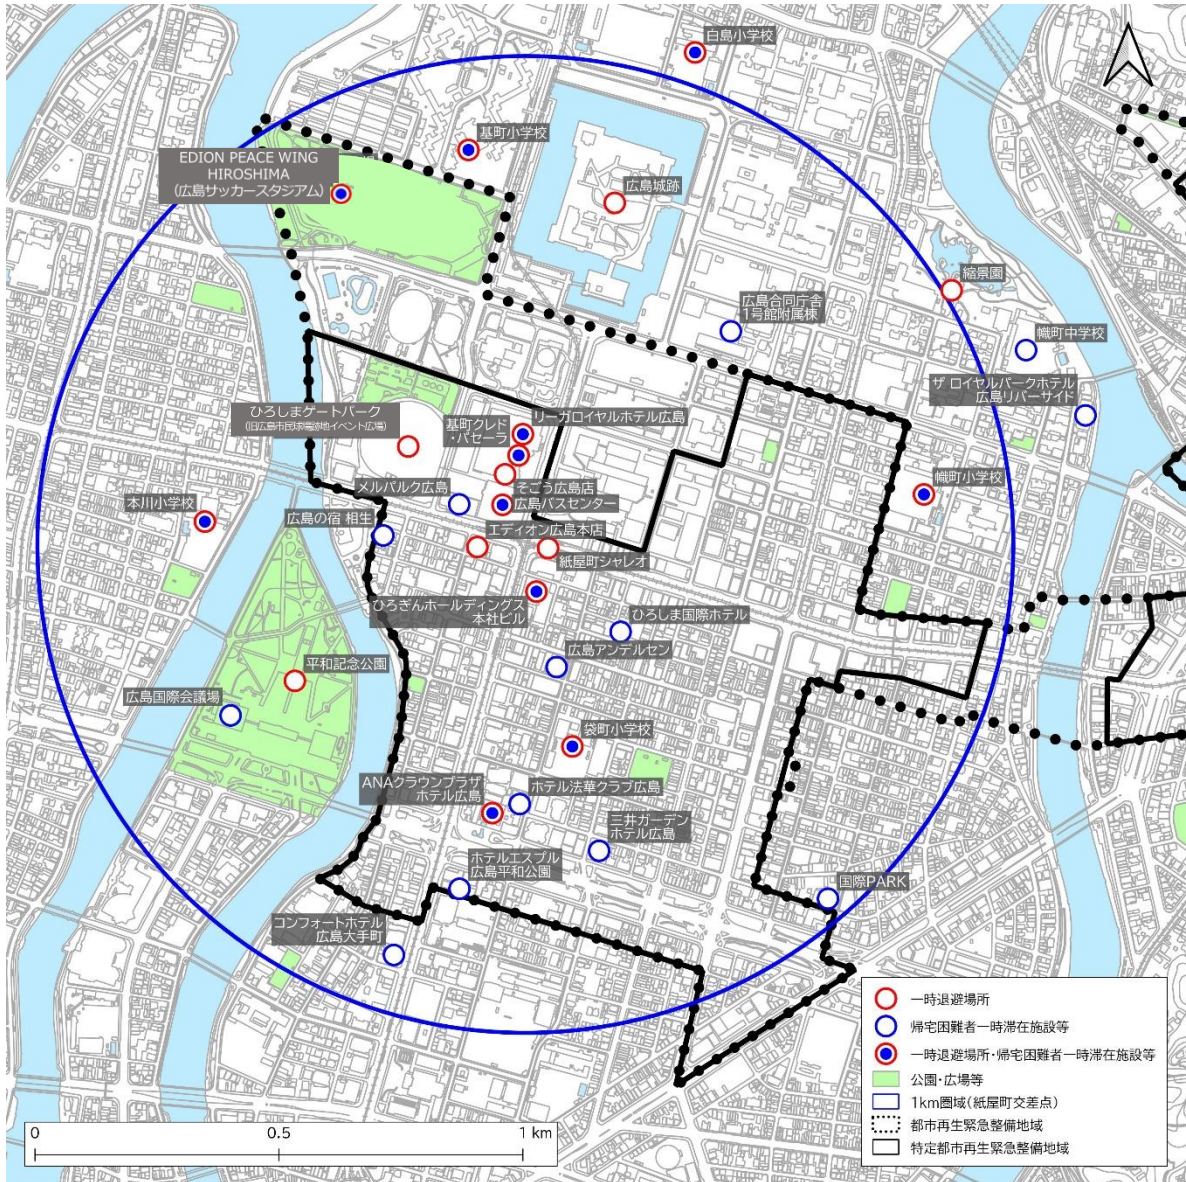 白島小学校
基町小学校
EDION PEACE WING
HIROSHIMA
(広島サッカースタジアム)
広島城跡
縮景園
広島合同庁舎
1号館附属棟
幟町中学校
ザ ロイヤルパークホテル
広島リバーサイド
ひろしまゲートパーク
(旧広島市民球場跡地イベント広場)
基町クレド
・パセーラ
リーガロイヤルホテル広島
そごう広島店
メルパルク広島
広島バスセンター
幟町小学校
本川小学校
広島の宿 相生
エディオン広島本店
紙屋町シャレオ
ひろぎんホールディングス
本社ビル
ひろしま国際ホテル
広島アンデルセン
平和記念公園
広島国際会議場
袋町小学校
ANAクラウンプラザ
ホテル広島
ホテル法華クラブ広島
三井ガーデン
ホテル広島
ホテルエスプル
広島平和公園
国際PARK
コンフォートホテル
広島大手町
一時退避場所
帰宅困難者一時滞在施設等
一時退避場所・帰宅困難者一時滞在施設等
公園・広場等
1km圏域(紙屋町交差点)
都市再生緊急整備地域
特定都市再生緊急整備地域
0 0.5 1 km